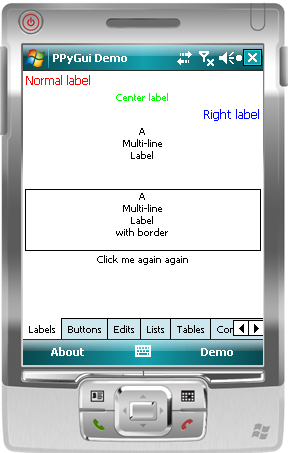 PPyGui Demo
Normal label
Center label
Right label
A
Multi-line
Label
A
Multi-line
Label
with border
Click me again again
Labels Buttons Edits Lists Tables
About Demo